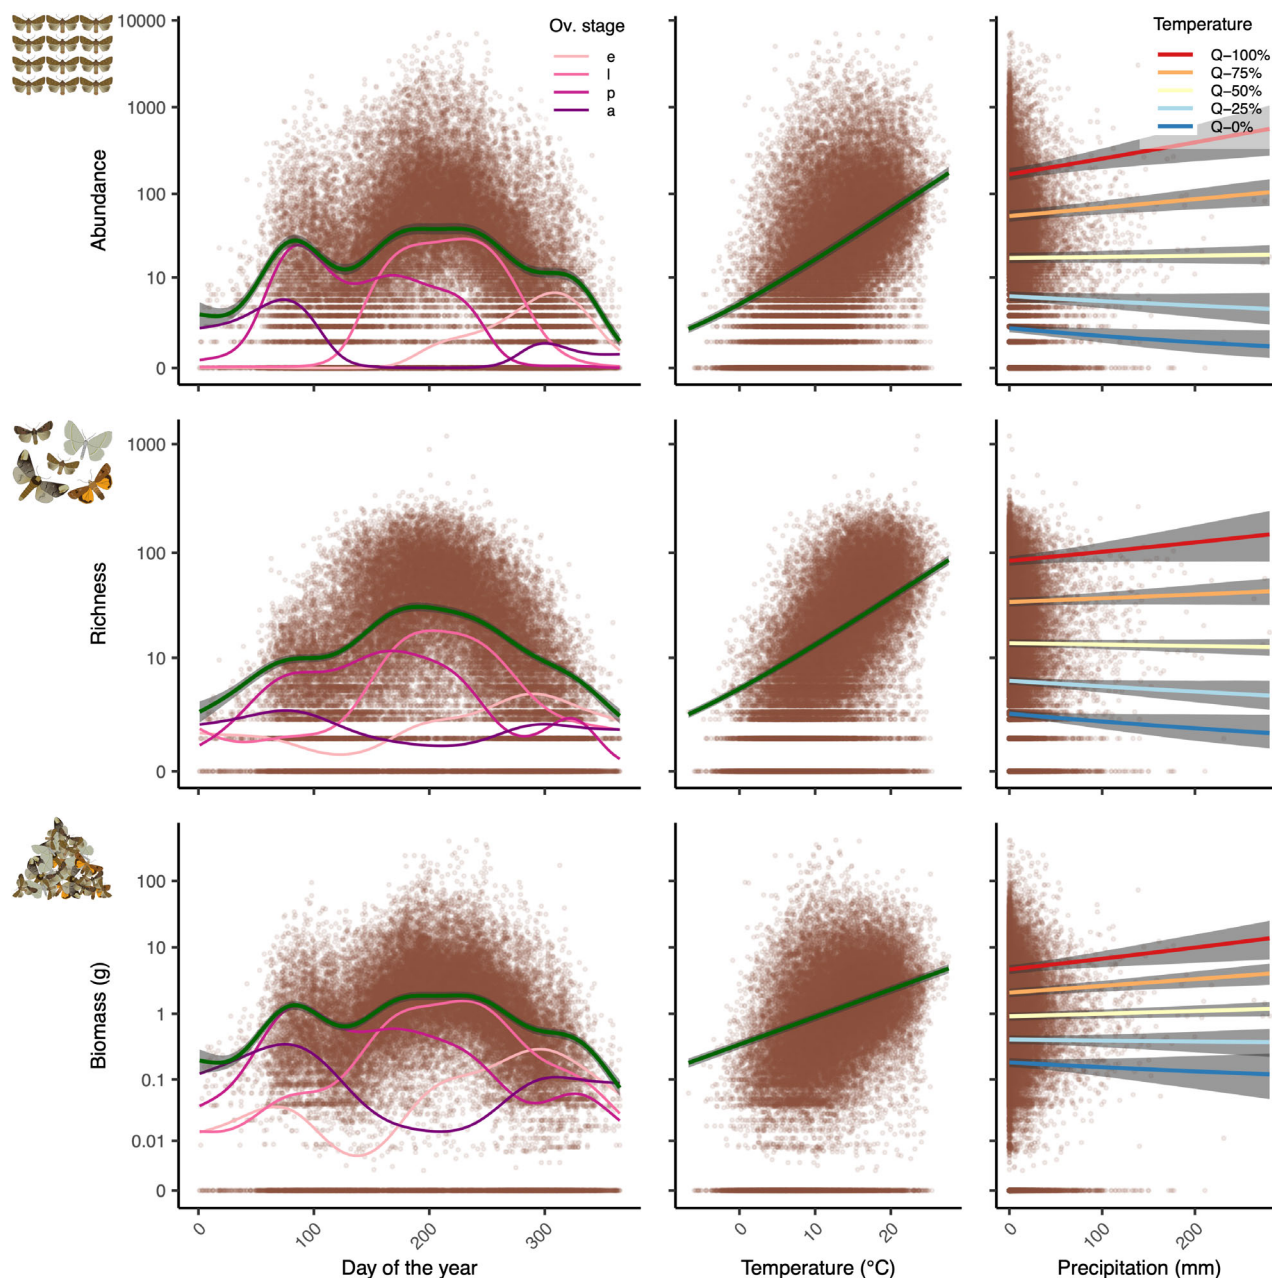 Ov. stage
e
l
p
a
Temperature
Q−100%
Q−75%
Q−50%
Q−25%
Q−0%
Abundance
10000
1000
100
10
0
Richness
1000
100
10
0
Biomass (g)
100
10
1
0.1
0.01
0
0
100
200
300
Day of the year
0
10
20
Temperature (°C)
0
100
200
Precipitation (mm)